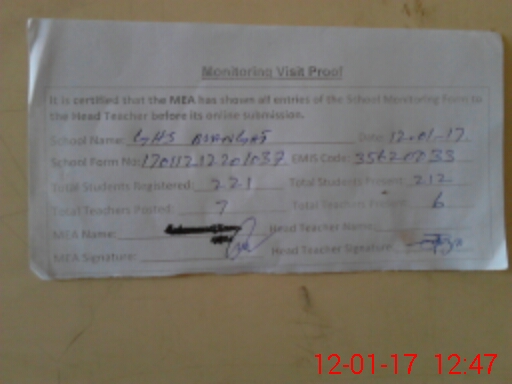 Monitoring Visit Proof
It is certified that the MEA has shown all entries of the School Monitoring Form to
the Head Teacher before its online submission.
School Name: GHS Date: 12-01-17
School Form No: EMIS Code:
Total Students Registered: 221 Total Students Present: 212
Total Teachers Posted: 7 Total Teachers Present: 6
MEA Name: Head Teacher Name:
MEA Signature: Head Teacher Signature:
12-01-17 12:47